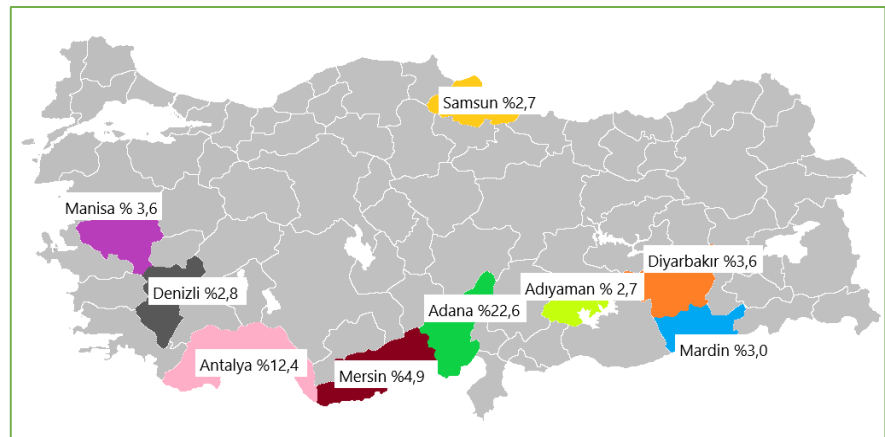 Samsun %2,7
Manisa % 3,6
Diyarbakır %3,6
Denizli %2,8
Adıyaman % 2,7
Adana %22,6
Mardin %3,0
Antalya %12,4
Mersin %4,9